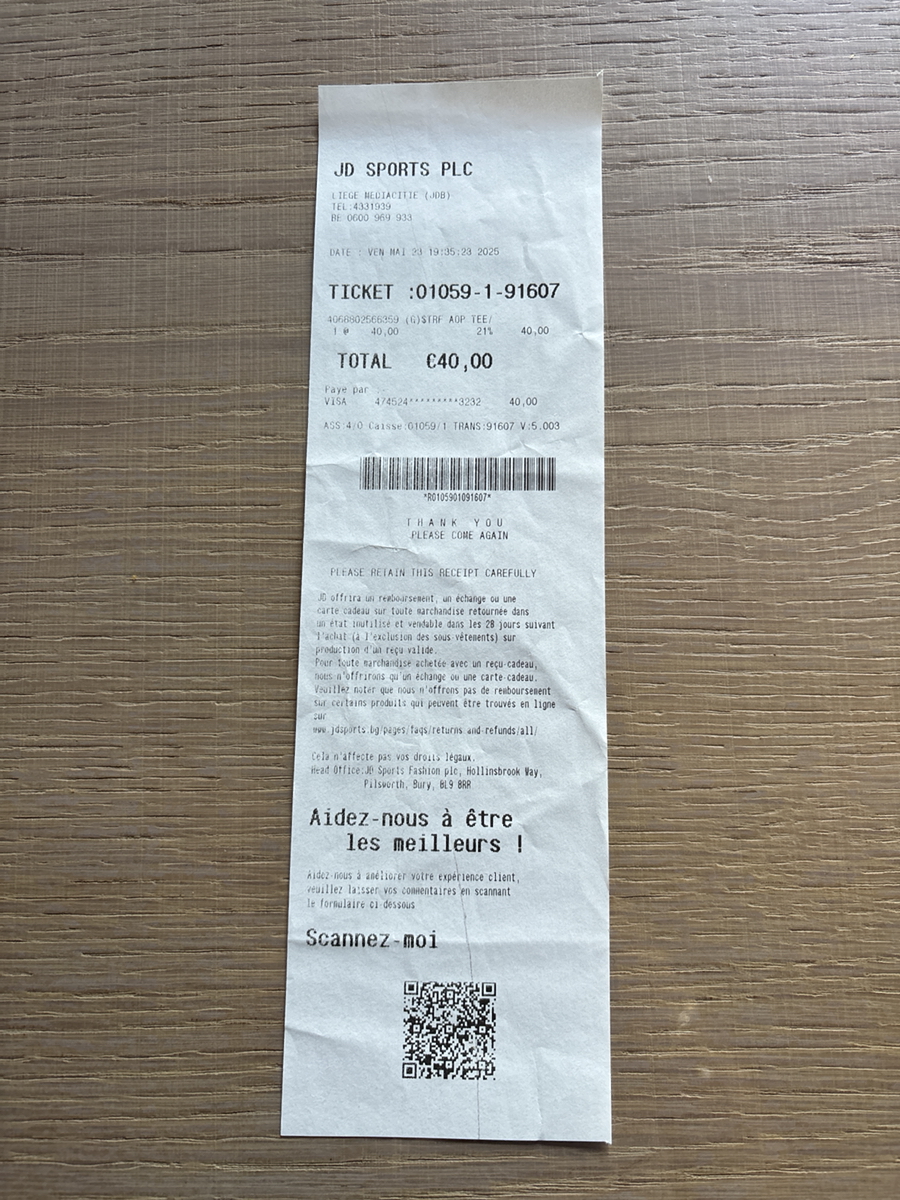 JD SPORTS PLC
LIEGE MEDIACITIE (JDB)
TEL:4331939
BE 0600 969 933
DATE : VEN MAI 23 19:35:23 2025
TICKET :01059-1-91607
4068802566359 (G)STRF AOP TEE/
1 @ 40,00 21% 40,00
TOTAL €40,00
Paye par :-
VISA 474524*********3232 40,00
ASS:4/0 Caisse:01059/1 TRANS:91607 V:5.003
*R0105901091607*
THANK YOU
PLEASE COME AGAIN
PLEASE RETAIN THIS RECEIPT CAREFULLY
JD offrira un remboursement, un échange ou une
carte cadeau sur toute marchandise retournée dans
un état inutilisé et vendable dans les 28 jours suivant
l'achat (à l'exclusion des sous-vêtements) sur
production d'un reçu valide.
Pour toute marchandise achetée avec un reçu-cadeau,
nous n'offrirons qu'un échange ou une carte-cadeau.
Veuillez noter que nous n'offrons pas de remboursement
sur certains produits qui peuvent être trouvés en ligne
sur
www.jdsports.bg/pages/faqs/returns-and-refunds/all/
Cela n'affecte pas vos droits légaux.
Head Office:JD Sports Fashion plc, Hollinsbrook Way,
Pilsworth, Bury, BL9 8RR
Aidez-nous à être
les meilleurs !
Aidez-nous à améliorer votre expérience client,
veuillez laisser vos commentaires en scannant
le formulaire ci-dessous
Scannez-moi